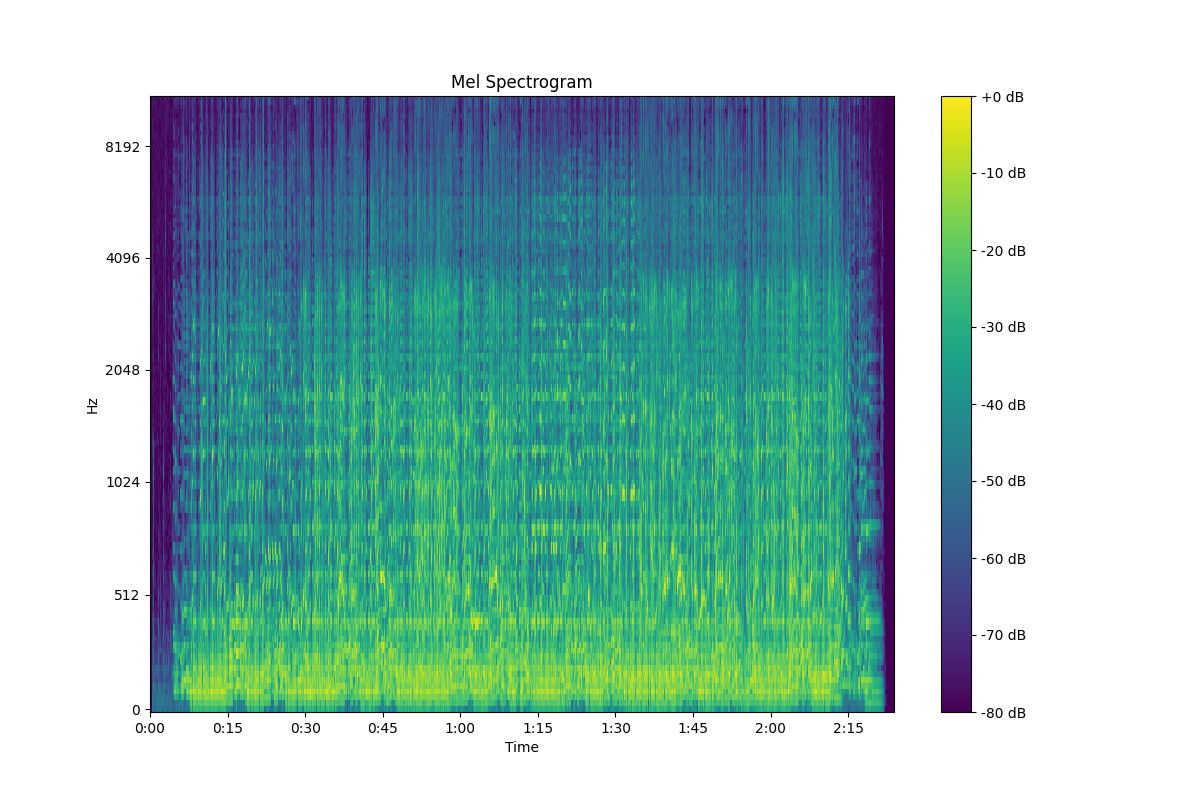 Mel Spectrogram
Hz
8192
4096
2048
1024
512
0
0:00 0:15 0:30 0:45 1:00 1:15 1:30 1:45 2:00 2:15
Time
+0 dB
-10 dB
-20 dB
-30 dB
-40 dB
-50 dB
-60 dB
-70 dB
-80 dB